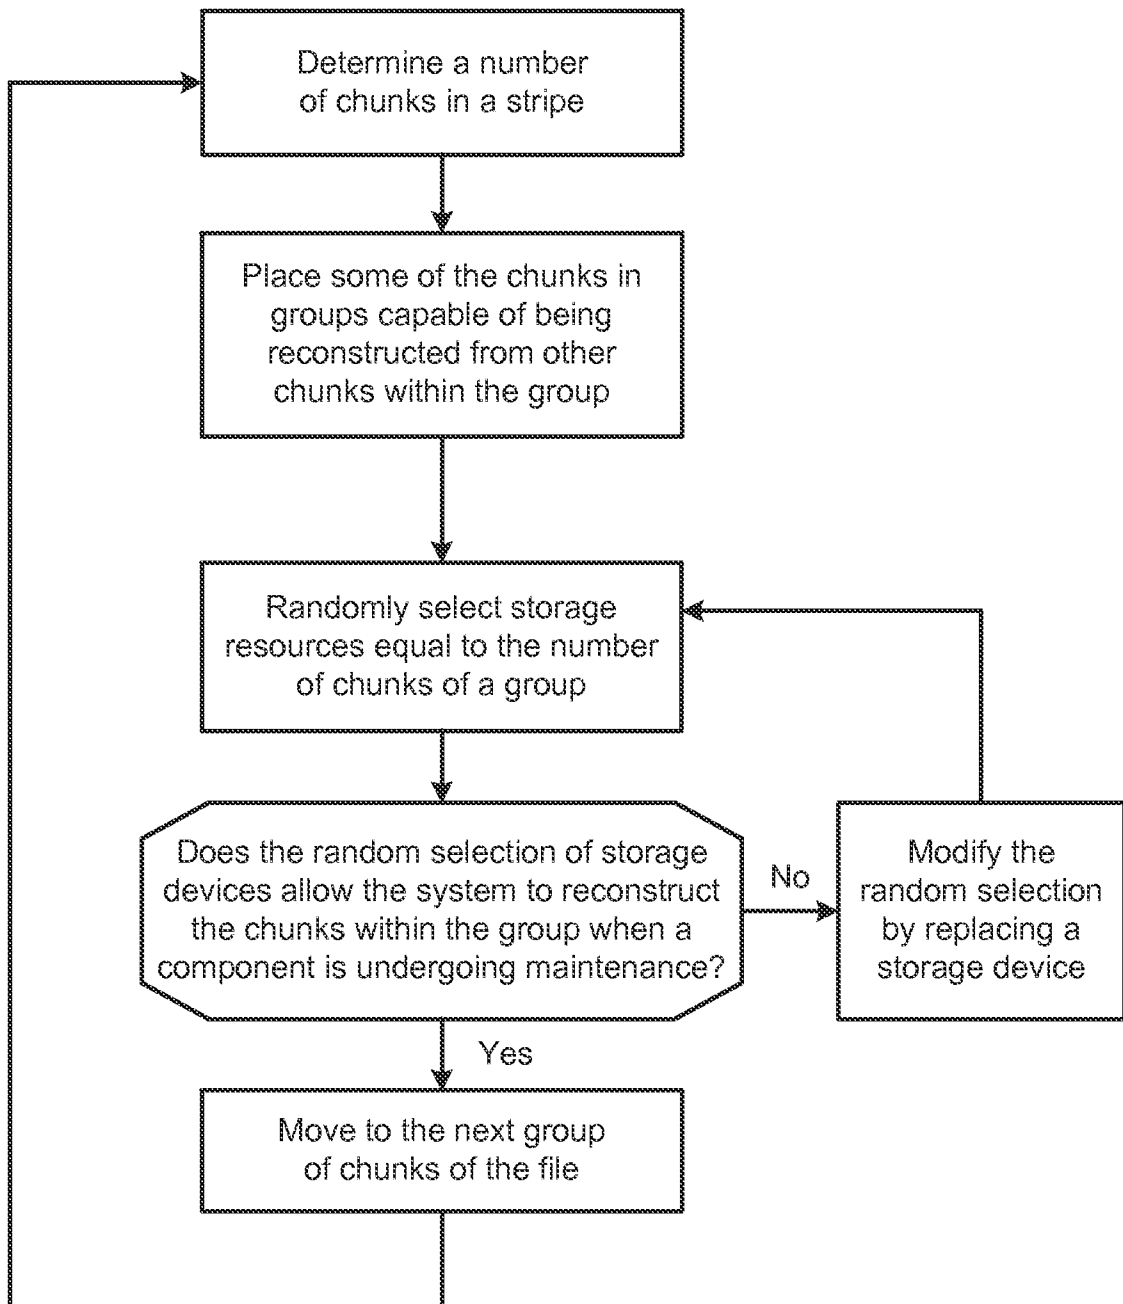 Determine a number
of chunks in a stripe
Place some of the chunks in
groups capable of being
reconstructed from other
chunks within the group
Randomly select storage
resources equal to the number
of chunks of a group
Does the random selection of storage
devices allow the system to reconstruct
the chunks within the group when a
component is undergoing maintenance?
No
Modify the
random selection
by replacing a
storage device
Yes
Move to the next group
of chunks of the file